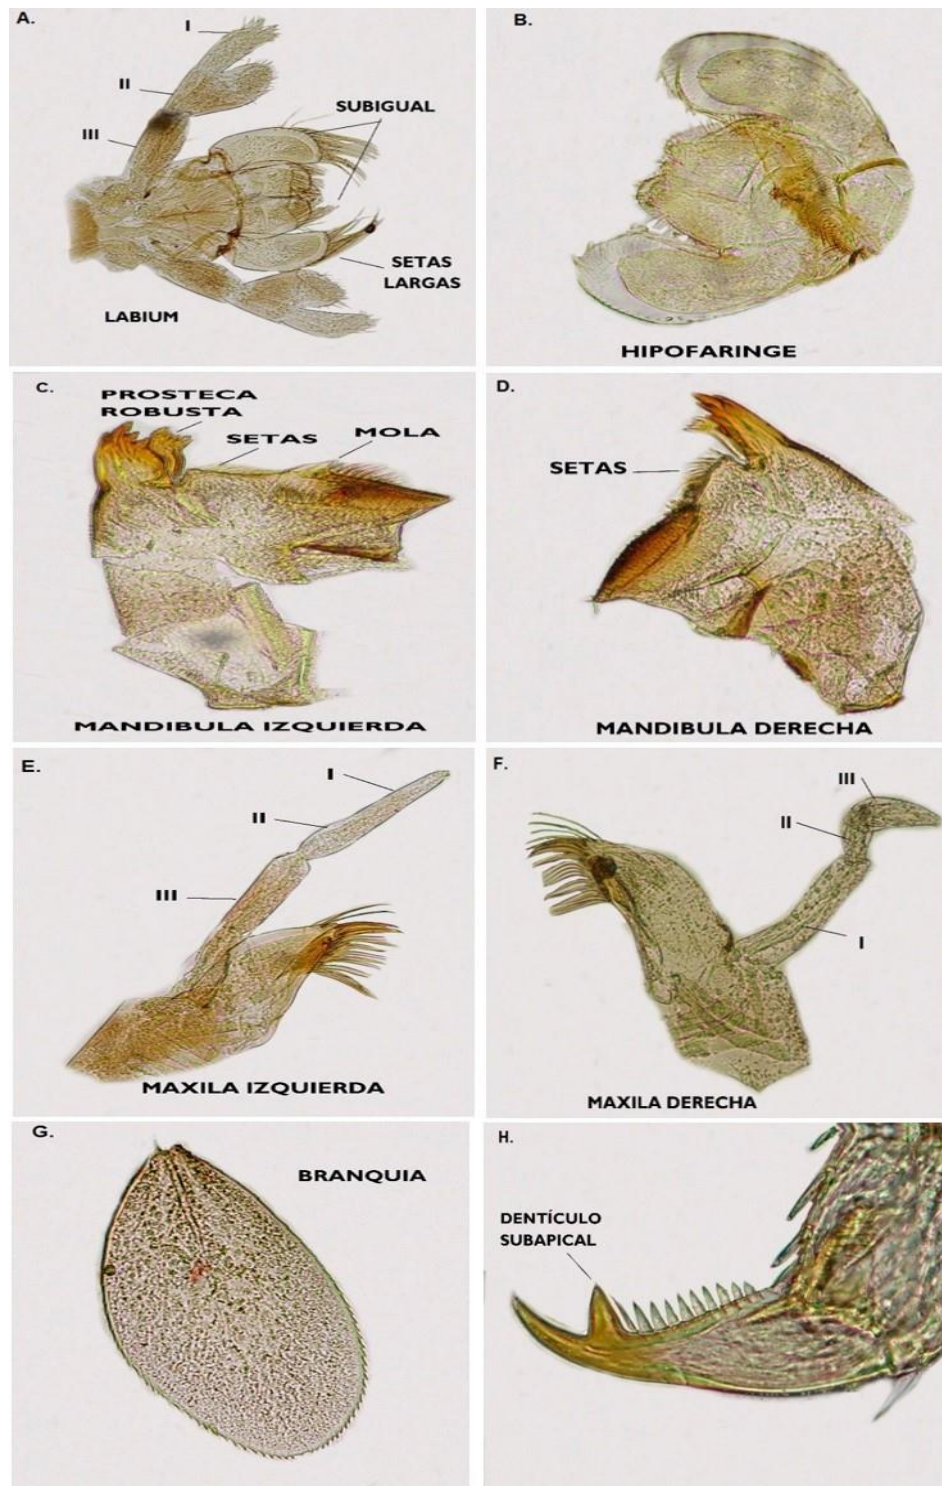 A.
I
II
III
SUBIGUAL
SETAS
LARGAS
LABIUM
B.
HIPOFARINGE
C.
PROSTECA
ROBUSTA
SETAS
MOLA
MANDIBULA IZQUIERDA
D.
SETAS
MANDIBULA DERECHA
E.
I
II
III
MAXILA IZQUIERDA
F.
III
II
I
MAXILA DERECHA
G.
BRANQUIA
H.
DENTÍCULO
SUBAPICAL